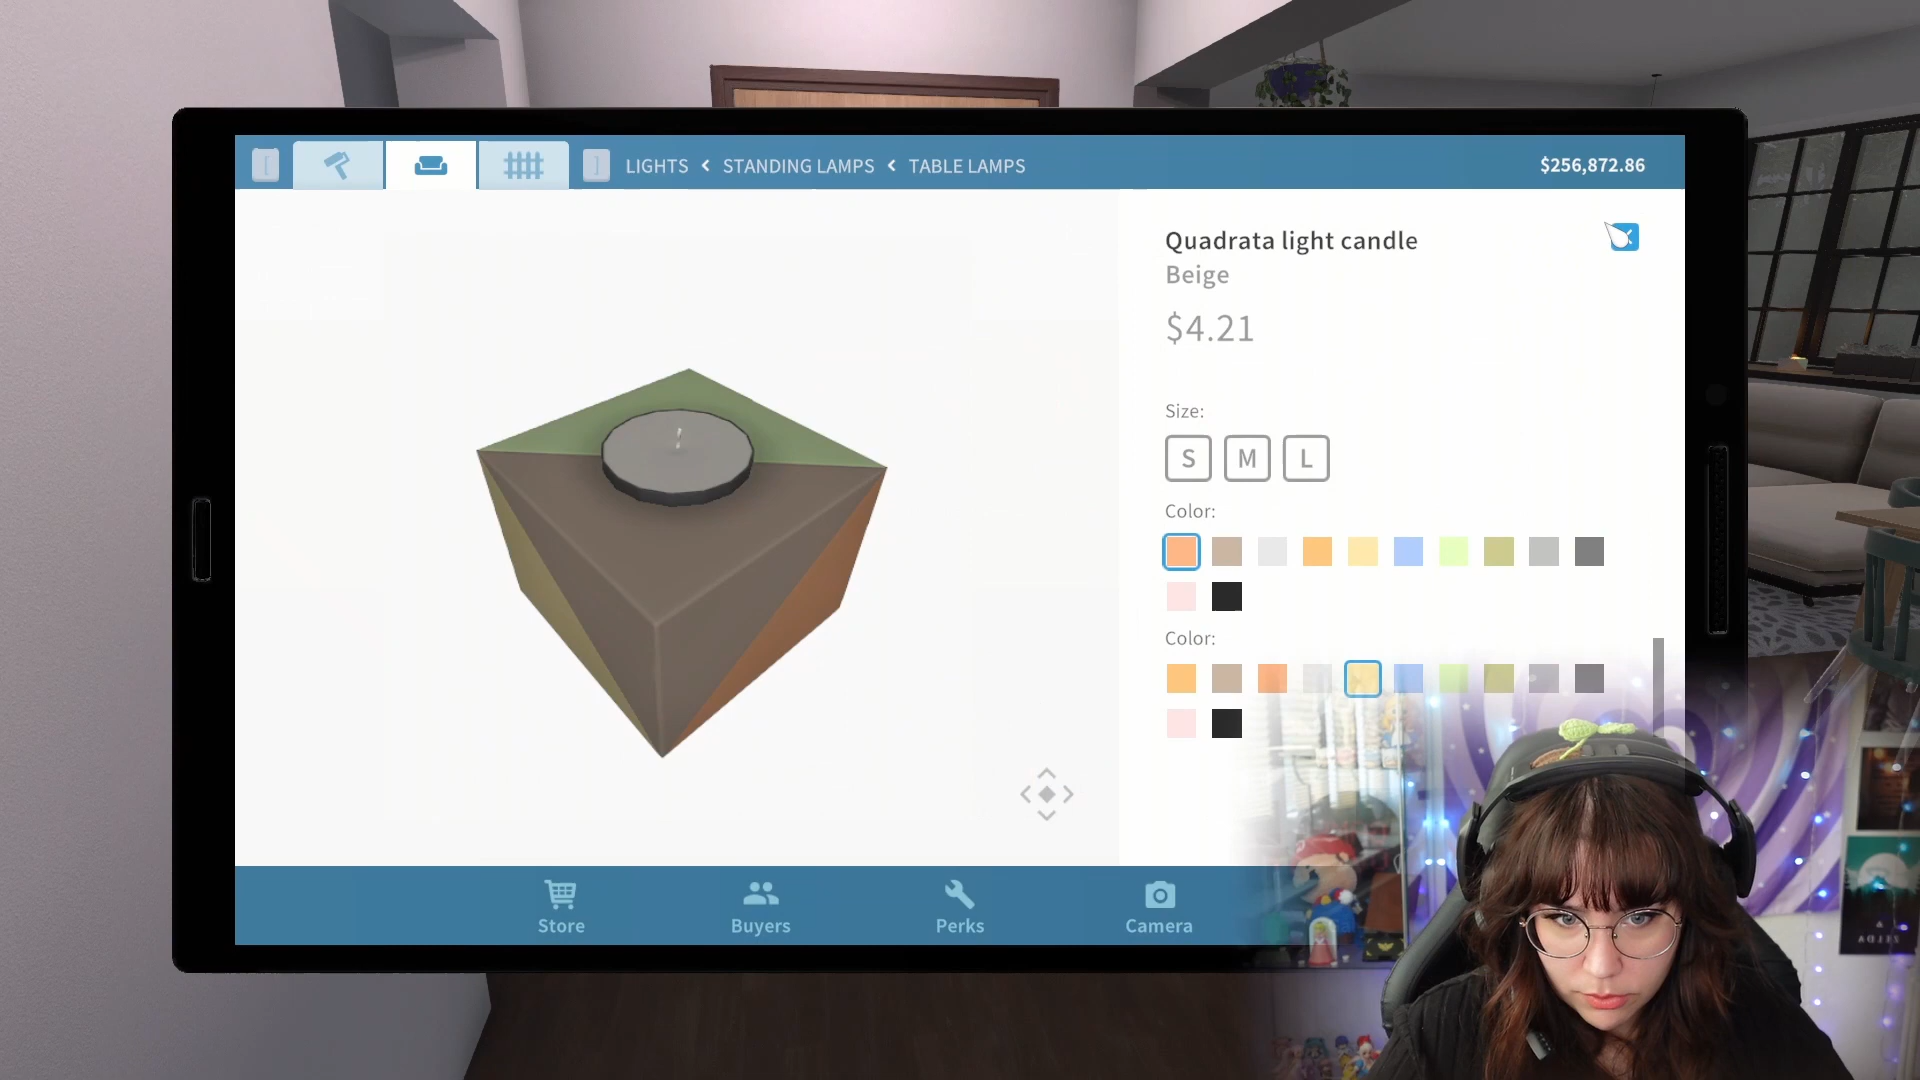 [
]
LIGHTS < STANDING LAMPS < TABLE LAMPS
$256,872.86
Quadrata light candle
Beige
$4.21
Size:
S M L
Color:
Color:
Store
Buyers
Perks
Camera
ZELDA